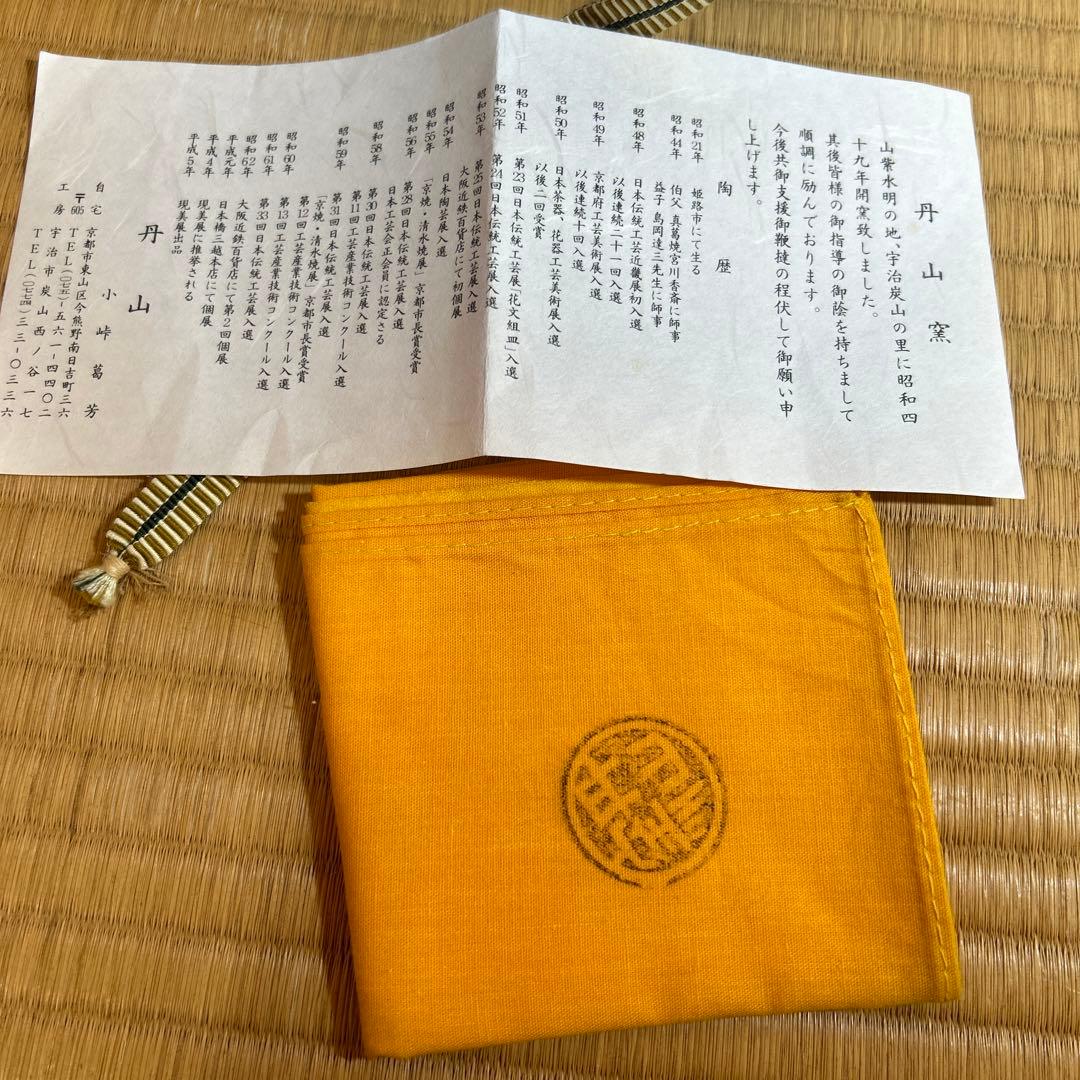 丹山窯
山紫水明の地、宇治炭山の里に昭和四
十九年開窯致しました。
其後皆様の御指導の御蔭を持ちまして
順調に励んでおります。
今後共御支援御鞭撻の程伏して御願い申
し上げます。
陶歴
昭和21年 姫路市にて生る
昭和44年 伯父 真葛焼宮川香斎に師事
益子 島岡達三先生に師事
昭和48年 日本伝統工芸近畿展初入選
以後連続二十一回入選
昭和49年 京都府工芸美術展入選
以後連続十回入選
昭和50年 日本茶器、花器工芸美術展入選
以後二回受賞
昭和51年 第23回日本伝統工芸展「花文組皿」入選
昭和52年 第24回日本伝統工芸展入選
昭和53年 第25回日本伝統工芸展入選
大阪近鉄百貨店にて初個展
昭和54年 日本陶芸展入選
昭和55年 「京焼・清水焼展」京都市長賞受賞
昭和56年 第28回日本伝統工芸展入選
日本工芸会正会員に認定さる
昭和58年 第30回日本伝統工芸展入選
第11回工芸産業技術コンクール入選
昭和59年 第31回日本伝統工芸展入選
「京焼・清水焼展」京都市長賞受賞
昭和60年 第12回工芸産業技術コンクール入選
昭和61年 第13回工芸産業技術コンクール入選
昭和62年 第33回日本伝統工芸展入選
平成元年 大阪近鉄百貨店にて第2回個展
平成4年 日本橋三越本店にて個展
現美展に推挙される
平成5年 現美展出品
丹山
小峠葛芳
自宅 京都市東山区今熊野南日吉町三六
〒605 TEL(〇七五)五六一ー四四〇二
工房 宇治市炭山西ノ谷一七
TEL(〇七七四)三三ー〇三三六